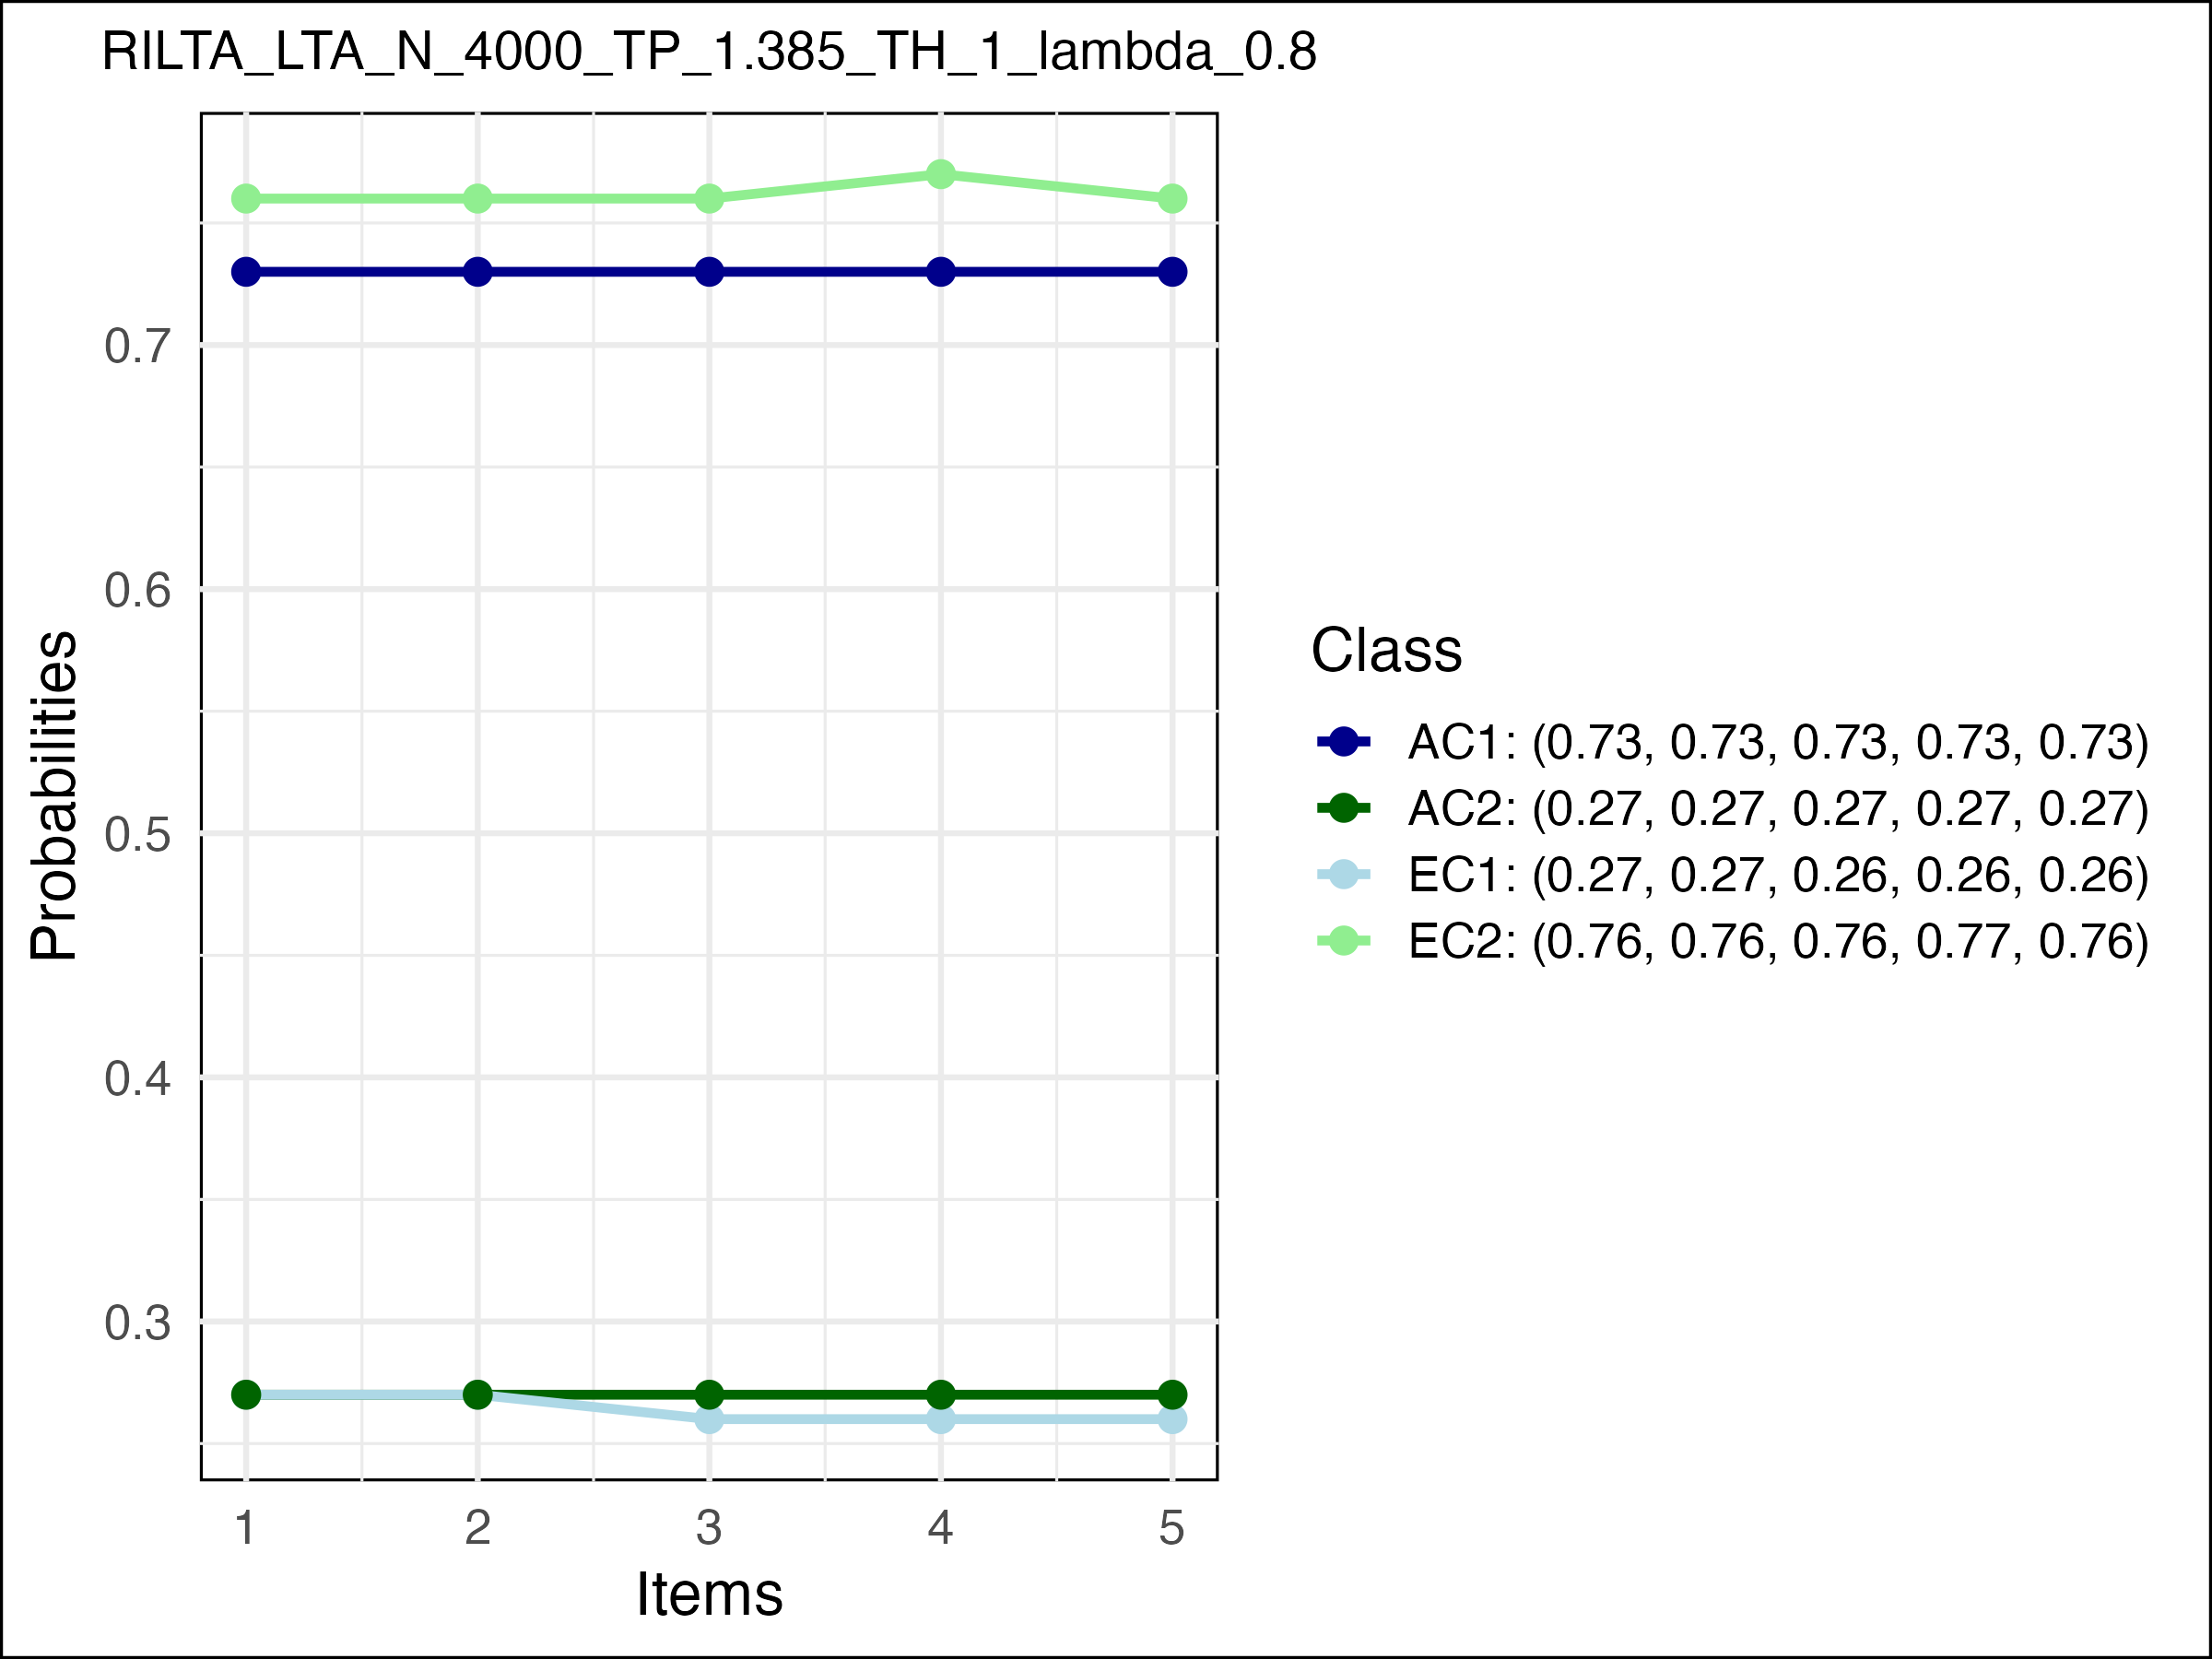 RILTA_LTA_N_4000_TP_1.385_TH_1_lambda_0.8
Probabilities
0.7
0.6
0.5
0.4
0.3
1 2 3 4 5
Items
Class
AC1: (0.73, 0.73, 0.73, 0.73, 0.73)
AC2: (0.27, 0.27, 0.27, 0.27, 0.27)
EC1: (0.27, 0.27, 0.26, 0.26, 0.26)
EC2: (0.76, 0.76, 0.76, 0.77, 0.76)